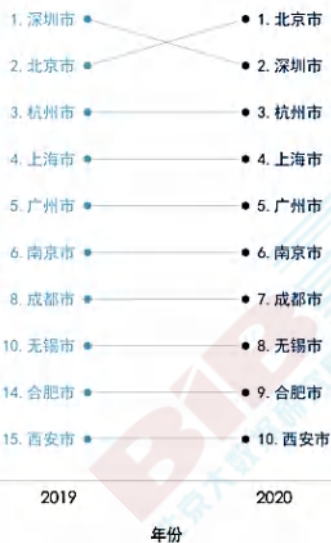 1. 深圳市 1. 北京市
2. 北京市 2. 深圳市
3. 杭州市 3. 杭州市
4. 上海市 4. 上海市
5. 广州市 5. 广州市
6. 南京市 6. 南京市
8. 成都市 7. 成都市
10. 无锡市 8. 无锡市
14. 合肥市 9. 合肥市
15. 西安市 10. 西安市
2019 2020
年份